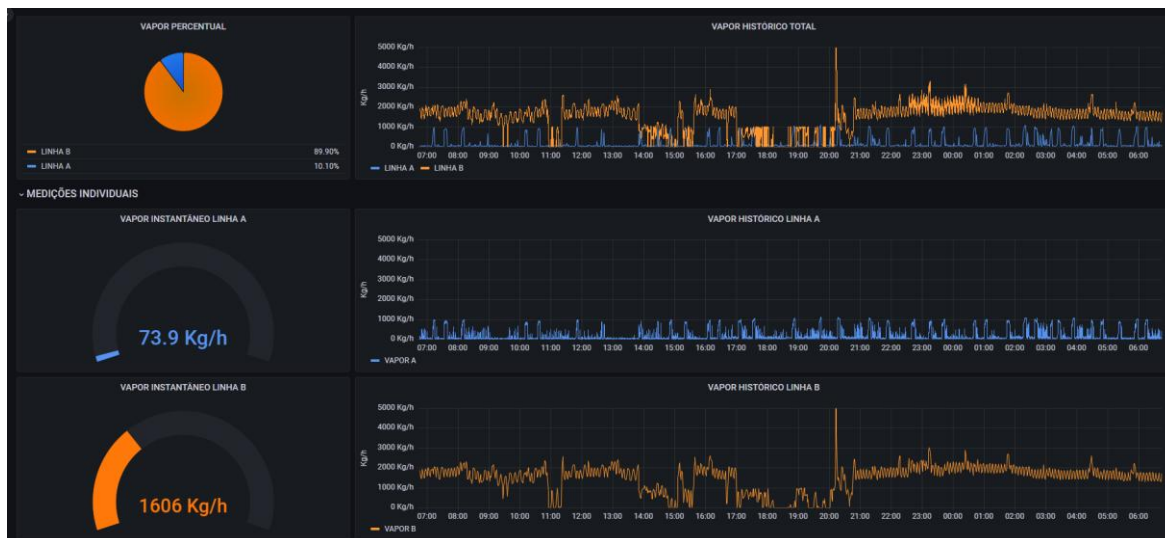 VAPOR PERCENTUAL
LINHA B 89.90%
LINHA A 10.10%
VAPOR HISTÓRICO TOTAL
5000 Kg/h
4000 Kg/h
3000 Kg/h
2000 Kg/h
1000 Kg/h
0 Kg/h
Kg/h
07:00 08:00 09:00 10:00 11:00 12:00 13:00 14:00 15:00 16:00 17:00 18:00 19:00 20:00 21:00 22:00 23:00 00:00 01:00 02:00 03:00 04:00 05:00 06:00
LINHA A LINHA B
MEDIÇÕES INDIVIDUAIS
VAPOR INSTANTÂNEO LINHA A
73.9 Kg/h
VAPOR HISTÓRICO LINHA A
5000 Kg/h
4000 Kg/h
3000 Kg/h
2000 Kg/h
1000 Kg/h
0 Kg/h
Kg/h
07:00 08:00 09:00 10:00 11:00 12:00 13:00 14:00 15:00 16:00 17:00 18:00 19:00 20:00 21:00 22:00 23:00 00:00 01:00 02:00 03:00 04:00 05:00 06:00
VAPOR A
VAPOR INSTANTÂNEO LINHA B
1606 Kg/h
VAPOR HISTÓRICO LINHA B
5000 Kg/h
4000 Kg/h
3000 Kg/h
2000 Kg/h
1000 Kg/h
0 Kg/h
Kg/h
07:00 08:00 09:00 10:00 11:00 12:00 13:00 14:00 15:00 16:00 17:00 18:00 19:00 20:00 21:00 22:00 23:00 00:00 01:00 02:00 03:00 04:00 05:00 06:00
VAPOR B